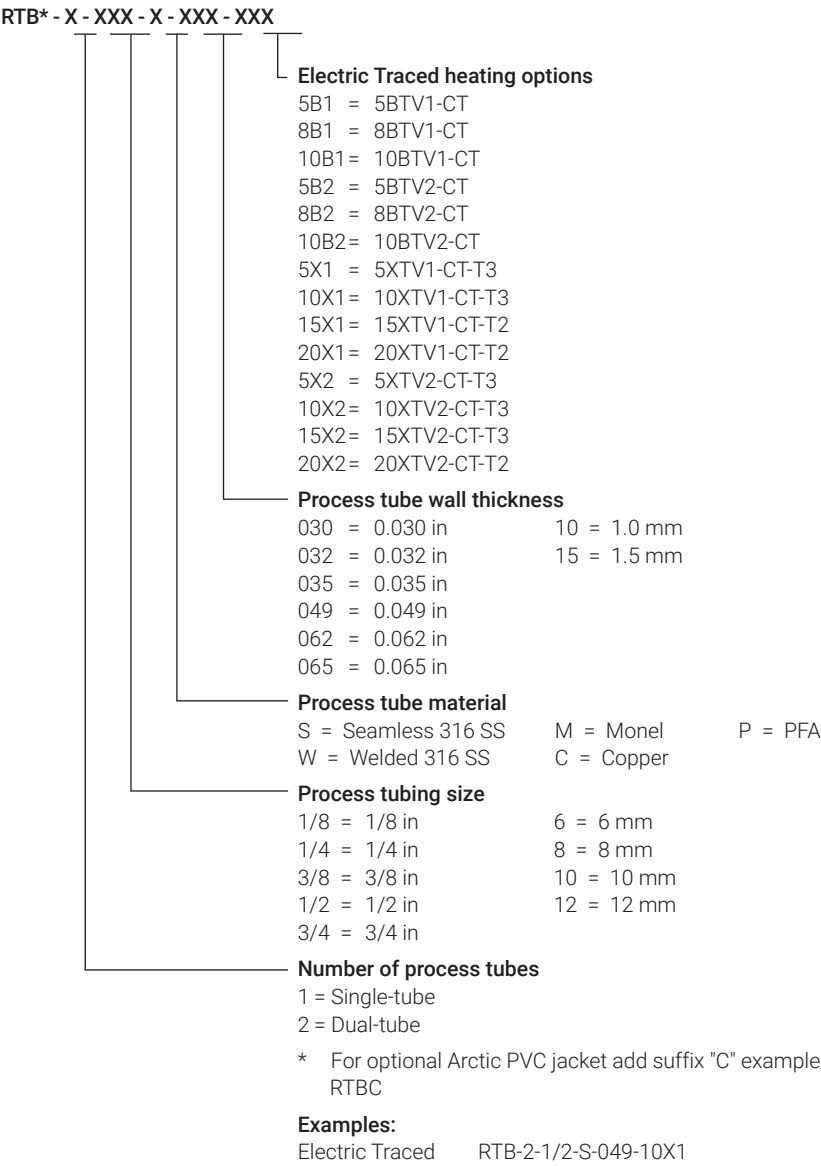 RTB* - X - XXX - X - XXX - XXX
Electric Traced heating options
5B1 = 5BTV1-CT
8B1 = 8BTV1-CT
10B1 = 10BTV1-CT
5B2 = 5BTV2-CT
8B2 = 8BTV2-CT
10B2 = 10BTV2-CT
5X1 = 5XTV1-CT-T3
10X1 = 10XTV1-CT-T3
15X1 = 15XTV1-CT-T2
20X1 = 20XTV1-CT-T2
5X2 = 5XTV2-CT-T3
10X2 = 10XTV2-CT-T3
15X2 = 15XTV2-CT-T3
20X2 = 20XTV2-CT-T2
Process tube wall thickness
030 = 0.030 in 10 = 1.0 mm
032 = 0.032 in 15 = 1.5 mm
035 = 0.035 in
049 = 0.049 in
062 = 0.062 in
065 = 0.065 in
Process tube material
S = Seamless 316 SS M = Monel P = PFA
W = Welded 316 SS C = Copper
Process tubing size
1/8 = 1/8 in 6 = 6 mm
1/4 = 1/4 in 8 = 8 mm
3/8 = 3/8 in 10 = 10 mm
1/2 = 1/2 in 12 = 12 mm
3/4 = 3/4 in
Number of process tubes
1 = Single-tube
2 = Dual-tube
* For optional Arctic PVC jacket add suffix "C" example
RTBC
Examples:
Electric Traced RTB-2-1/2-S-049-10X1